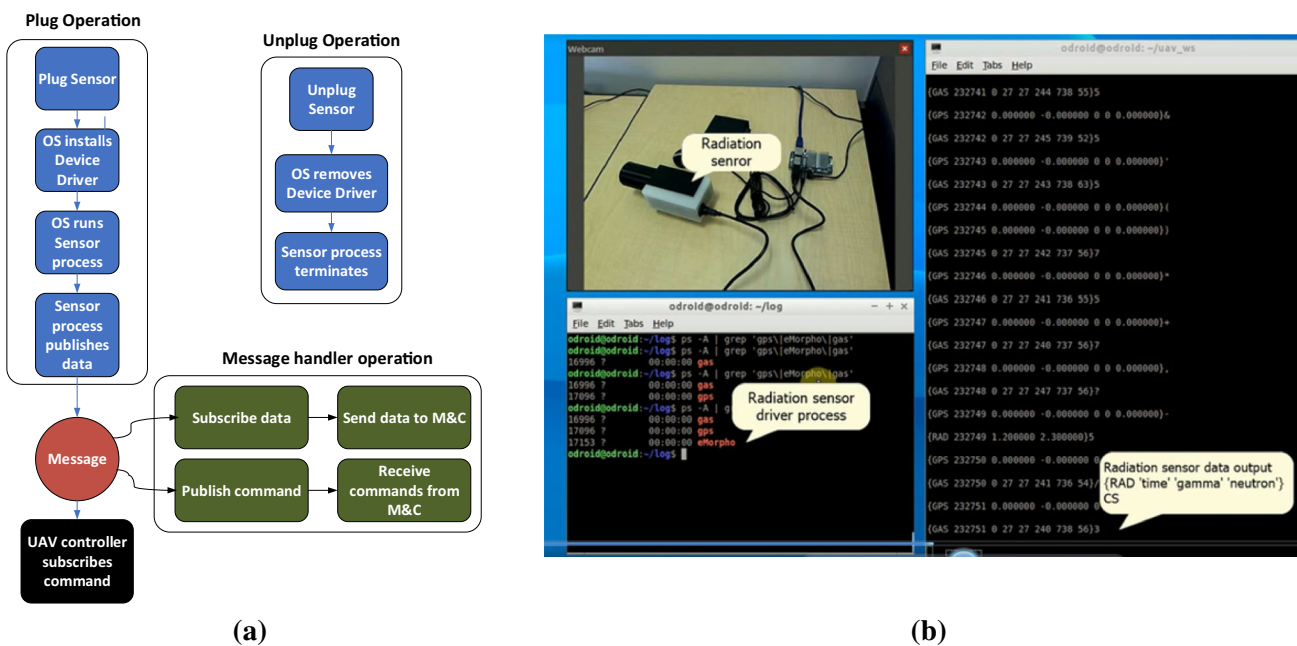 Plug Operation
Plug Sensor
OS installs
Device
Driver
OS runs
Sensor
process
Sensor
process
publishes
data
Message
UAV controller
subscribes
command
Unplug Operation
Unplug
Sensor
OS removes
Device Driver
Sensor process
terminates
Message handler operation
Subscribe data
Send data to M&C
Publish command
Receive
commands from
M&C
(a)
Webcam
Radiation
senror
odroid@odroid: ~/log
File Edit Tabs Help
odroid@odroid:~/log$ ps -A | grep 'gps\|eMorpho\|gas'
odroid@odroid:~/log$ ps -A | grep 'gps\|eMorpho\|gas'
16996 ? 00:00:00 gas
odroid@odroid:~/log$ ps -A | grep 'gps\|eMorpho\|gas'
16996 ? 00:00:00 gas
17096 ? 00:00:00 gps
odroid@odroid:~/log$ ps -A | g
16996 ? 00:00:00 gas
17096 ? 00:00:00 gps
17153 ? 00:00:00 eMorpho
odroid@odroid:~/log$
Radiation sensor
driver process
odroid@odroid: ~/uav_ws
File Edit Tabs Help
{GAS 232741 0 27 27 244 738 55}5
{GPS 232742 0.000000 -0.000000 0 0 0.000000}&
{GAS 232742 0 27 27 245 739 52}5
{GPS 232743 0.000000 -0.000000 0 0 0.000000}'
{GAS 232743 0 27 27 243 738 63}5
{GPS 232744 0.000000 -0.000000 0 0 0.000000}(
{GPS 232745 0.000000 -0.000000 0 0 0.000000})
{GAS 232745 0 27 27 242 737 56}7
{GPS 232746 0.000000 -0.000000 0 0 0.000000}*
{GAS 232746 0 27 27 241 736 55}5
{GPS 232747 0.000000 -0.000000 0 0 0.000000}+
{GAS 232747 0 27 27 240 737 56}7
{GPS 232748 0.000000 -0.000000 0 0 0.000000},
{GAS 232748 0 27 27 247 737 56}?
{GPS 232749 0.000000 -0.000000 0 0 0.000000}-
{RAD 232749 1.200000 2.300000}5
{GPS 232750 0.000000 -0.000000 0
{GAS 232750 0 27 27 241 736 54}/
{GPS 232751 0.000000 -0.000000 0
{GAS 232751 0 27 27 240 738 56}3
Radiation sensor data output
{RAD 'time' 'gamma' 'neutron'}
CS
(b)